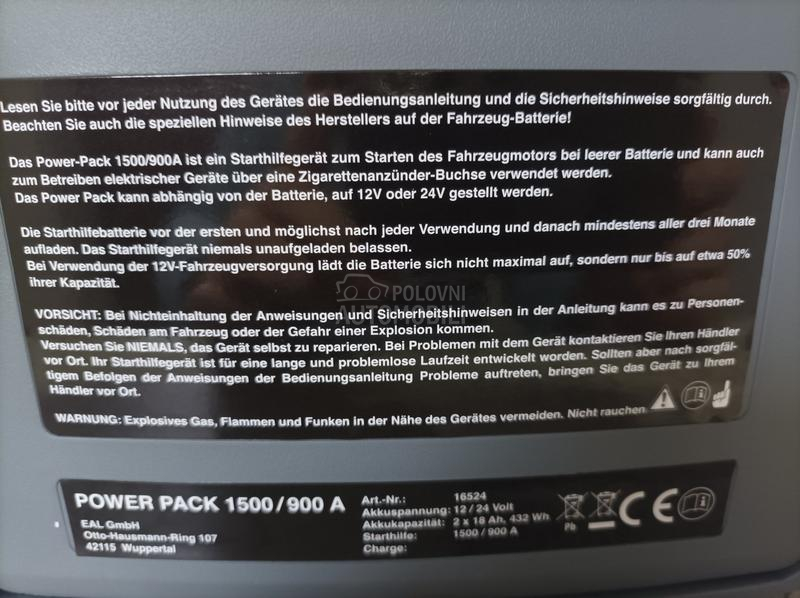 Lesen Sie bitte vor jeder Nutzung des Gerätes die Bedienungsanleitung und die Sicherheitshinweise sorgfältig durch.
Beachten Sie auch die speziellen Hinweise des Herstellers auf der Fahrzeug-Batterie!
Das Power-Pack 1500/900A ist ein Starthilfegerät zum Starten des Fahrzeugmotors bei leerer Batterie und kann auch
zum Betreiben elektrischer Geräte über eine Zigarettenanzünder-Buchse verwendet werden.
Das Power Pack kann abhängig von der Batterie, auf 12V oder 24V gestellt werden.
Die Starthilfebatterie vor der ersten und möglichst nach jeder Verwendung und danach mindestens aller drei Monate
aufladen. Das Starthilfegerät niemals unaufgeladen belassen.
Bei Verwendung der 12V-Fahrzeugversorgung lädt die Batterie sich nicht maximal auf, sondern nur bis auf etwa 50%
ihrer Kapazität.
POLOVNI
AUTOMOBILI
VORSICHT: Bei Nichteinhaltung der Anweisungen und Sicherheitshinweisen in der Anleitung kann es zu Personen-
schäden, Schäden am Fahrzeug oder der Gefahr einer Explosion kommen.
Versuchen Sie NIEMALS, das Gerät selbst zu reparieren. Bei Problemen mit dem Gerät kontaktieren Sie Ihren Händler
vor Ort. Ihr Starthilfegerät ist für eine lange und problemlose Laufzeit entwickelt worden. Sollten aber nach sorgfäl-
tigem Befolgen der Anweisungen der Bedienungsanleitung Probleme auftreten, bringen Sie das Gerät zu Ihrem
Händler vor Ort.
WARNUNG: Explosives Gas, Flammen und Funken in der Nähe des Gerätes vermeiden. Nicht rauchen
POWER PACK 1500/900 A
EAL GmbH
Otto-Hausmann-Ring 107
42115 Wuppertal
Art.-Nr.: 16524
Akkuspannung: 12 / 24 Volt
Akkukapazität: 2 x 18 Ah, 432 Wh
Starthilfe: 1500 / 900 A
Charge:
Pb
CE